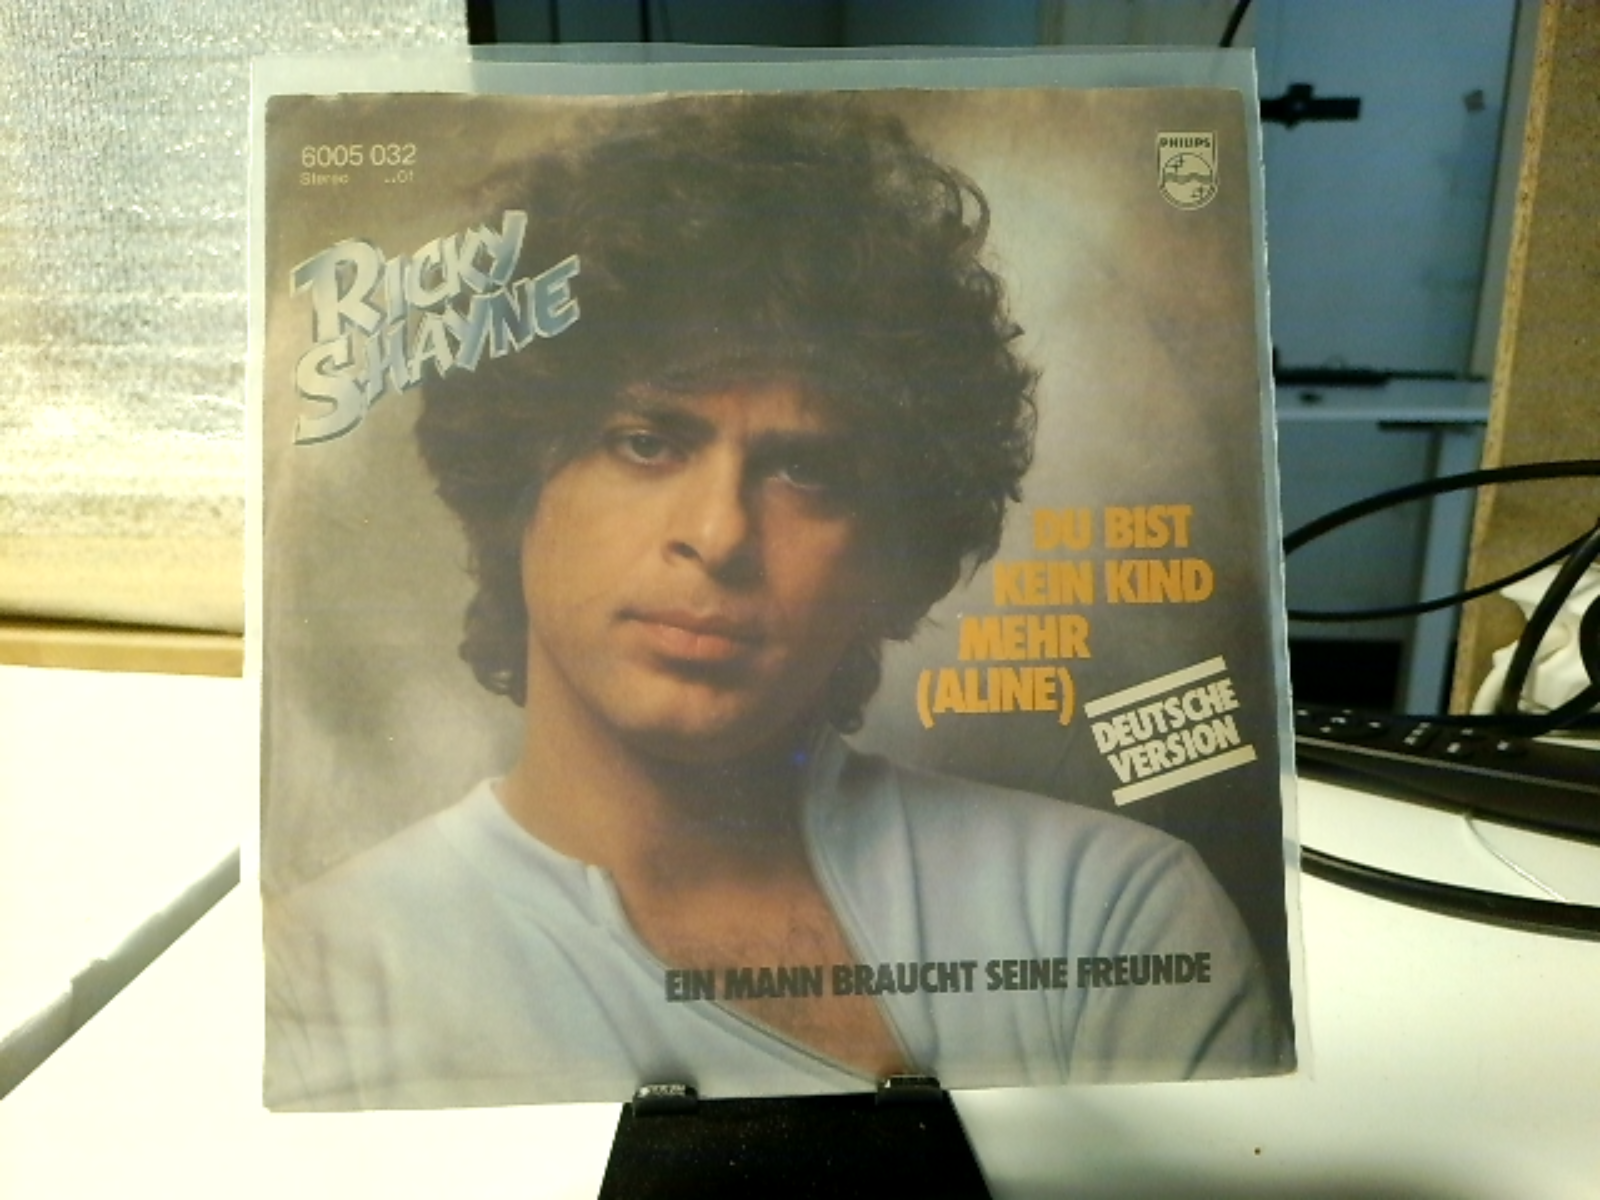 6005 032
Stereo ..01
PHILIPS
RICKY
SHAYNE
DU BIST
KEIN KIND
MEHR
(ALINE)
DEUTSCHE
VERSION
EIN MANN BRAUCHT SEINE FREUNDE